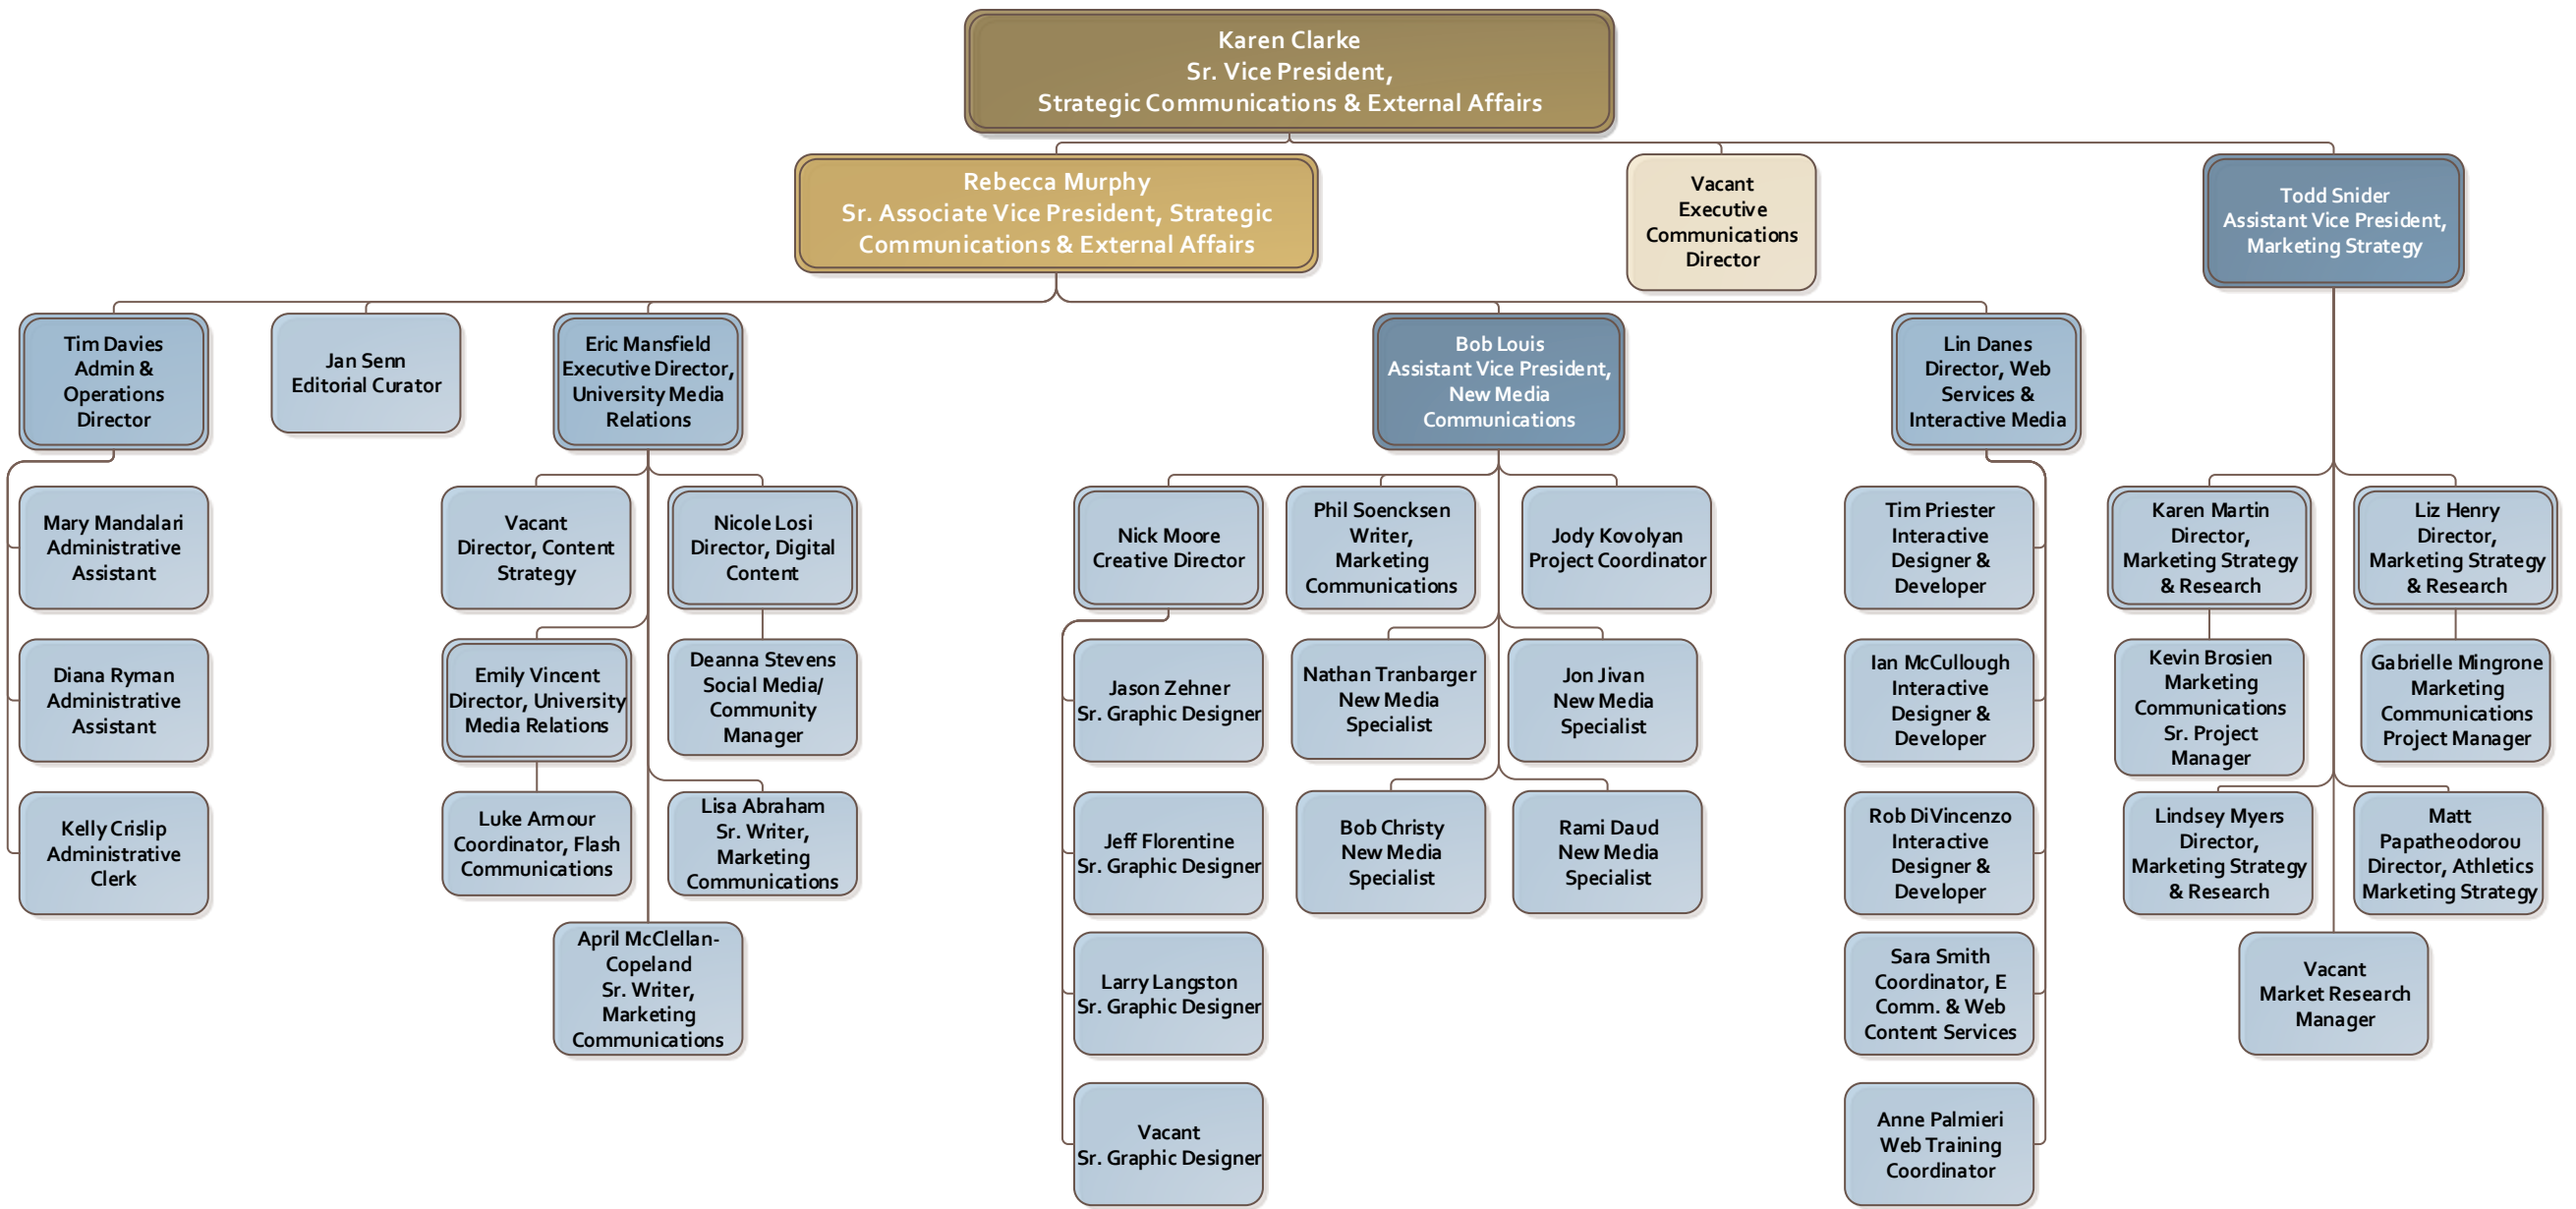 Karen Clarke
Sr. Vice President,
Strategic Communications & External Affairs
Rebecca Murphy
Sr. Associate Vice President, Strategic
Communications & External Affairs
Vacant
Executive
Communications
Director
Todd Snider
Assistant Vice President,
Marketing Strategy
Tim Davies
Admin &
Operations
Director
Jan Senn
Editorial Curator
Eric Mansfield
Executive Director,
University Media
Relations
Bob Louis
Assistant Vice President,
New Media
Communications
Lin Danes
Director, Web
Services &
Interactive Media
Mary Mandalari
Administrative
Assistant
Vacant
Director, Content
Strategy
Nicole Losi
Director, Digital
Content
Nick Moore
Creative Director
Phil Soencksen
Writer,
Marketing
Communications
Jody Kovolyan
Project Coordinator
Tim Priester
Interactive
Designer &
Developer
Karen Martin
Director,
Marketing Strategy
& Research
Liz Henry
Director,
Marketing Strategy
& Research
Diana Ryman
Administrative
Assistant
Emily Vincent
Director, University
Media Relations
Deanna Stevens
Social Media/
Community
Manager
Jason Zehner
Sr. Graphic Designer
Nathan Tranbarger
New Media
Specialist
Jon Jivan
New Media
Specialist
Ian McCullough
Interactive
Designer &
Developer
Kevin Brosien
Marketing
Communications
Sr. Project
Manager
Gabrielle Mingrone
Marketing
Communications
Project Manager
Kelly Crislip
Administrative
Clerk
Luke Armour
Coordinator, Flash
Communications
Lisa Abraham
Sr. Writer,
Marketing
Communications
Jeff Florentine
Sr. Graphic Designer
Bob Christy
New Media
Specialist
Rami Daud
New Media
Specialist
Rob DiVincenzo
Interactive
Designer &
Developer
Lindsey Myers
Director,
Marketing Strategy
& Research
Matt
Papatheodorou
Director, Athletics
Marketing Strategy
April McClellan-
Copeland
Sr. Writer,
Marketing
Communications
Larry Langston
Sr. Graphic Designer
Sara Smith
Coordinator, E
Comm. & Web
Content Services
Vacant
Market Research
Manager
Vacant
Sr. Graphic Designer
Anne Palmieri
Web Training
Coordinator